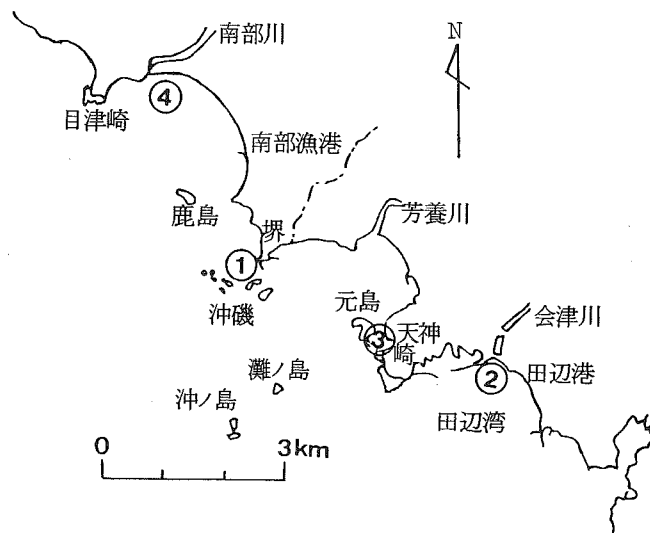 南部川
N
④
目津崎
南部漁港
鹿島
堺
芳養川
①
沖磯
元島
③
天神崎
会津川
②
田辺港
灘ノ島
沖ノ島
田辺湾
0
3km